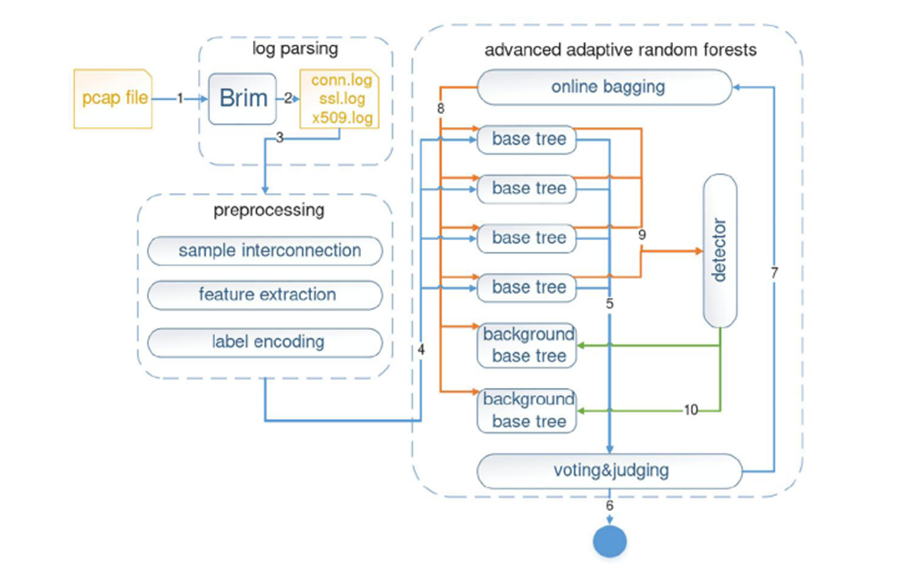 log parsing
pcap file
1
Brim
2
conn.log
ssl.log
x509.log
3
preprocessing
sample interconnection
feature extraction
label encoding
4
advanced adaptive random forests
online bagging
8
base tree
base tree
base tree
base tree
9
detector
7
5
background
base tree
background
base tree
10
voting&judging
6